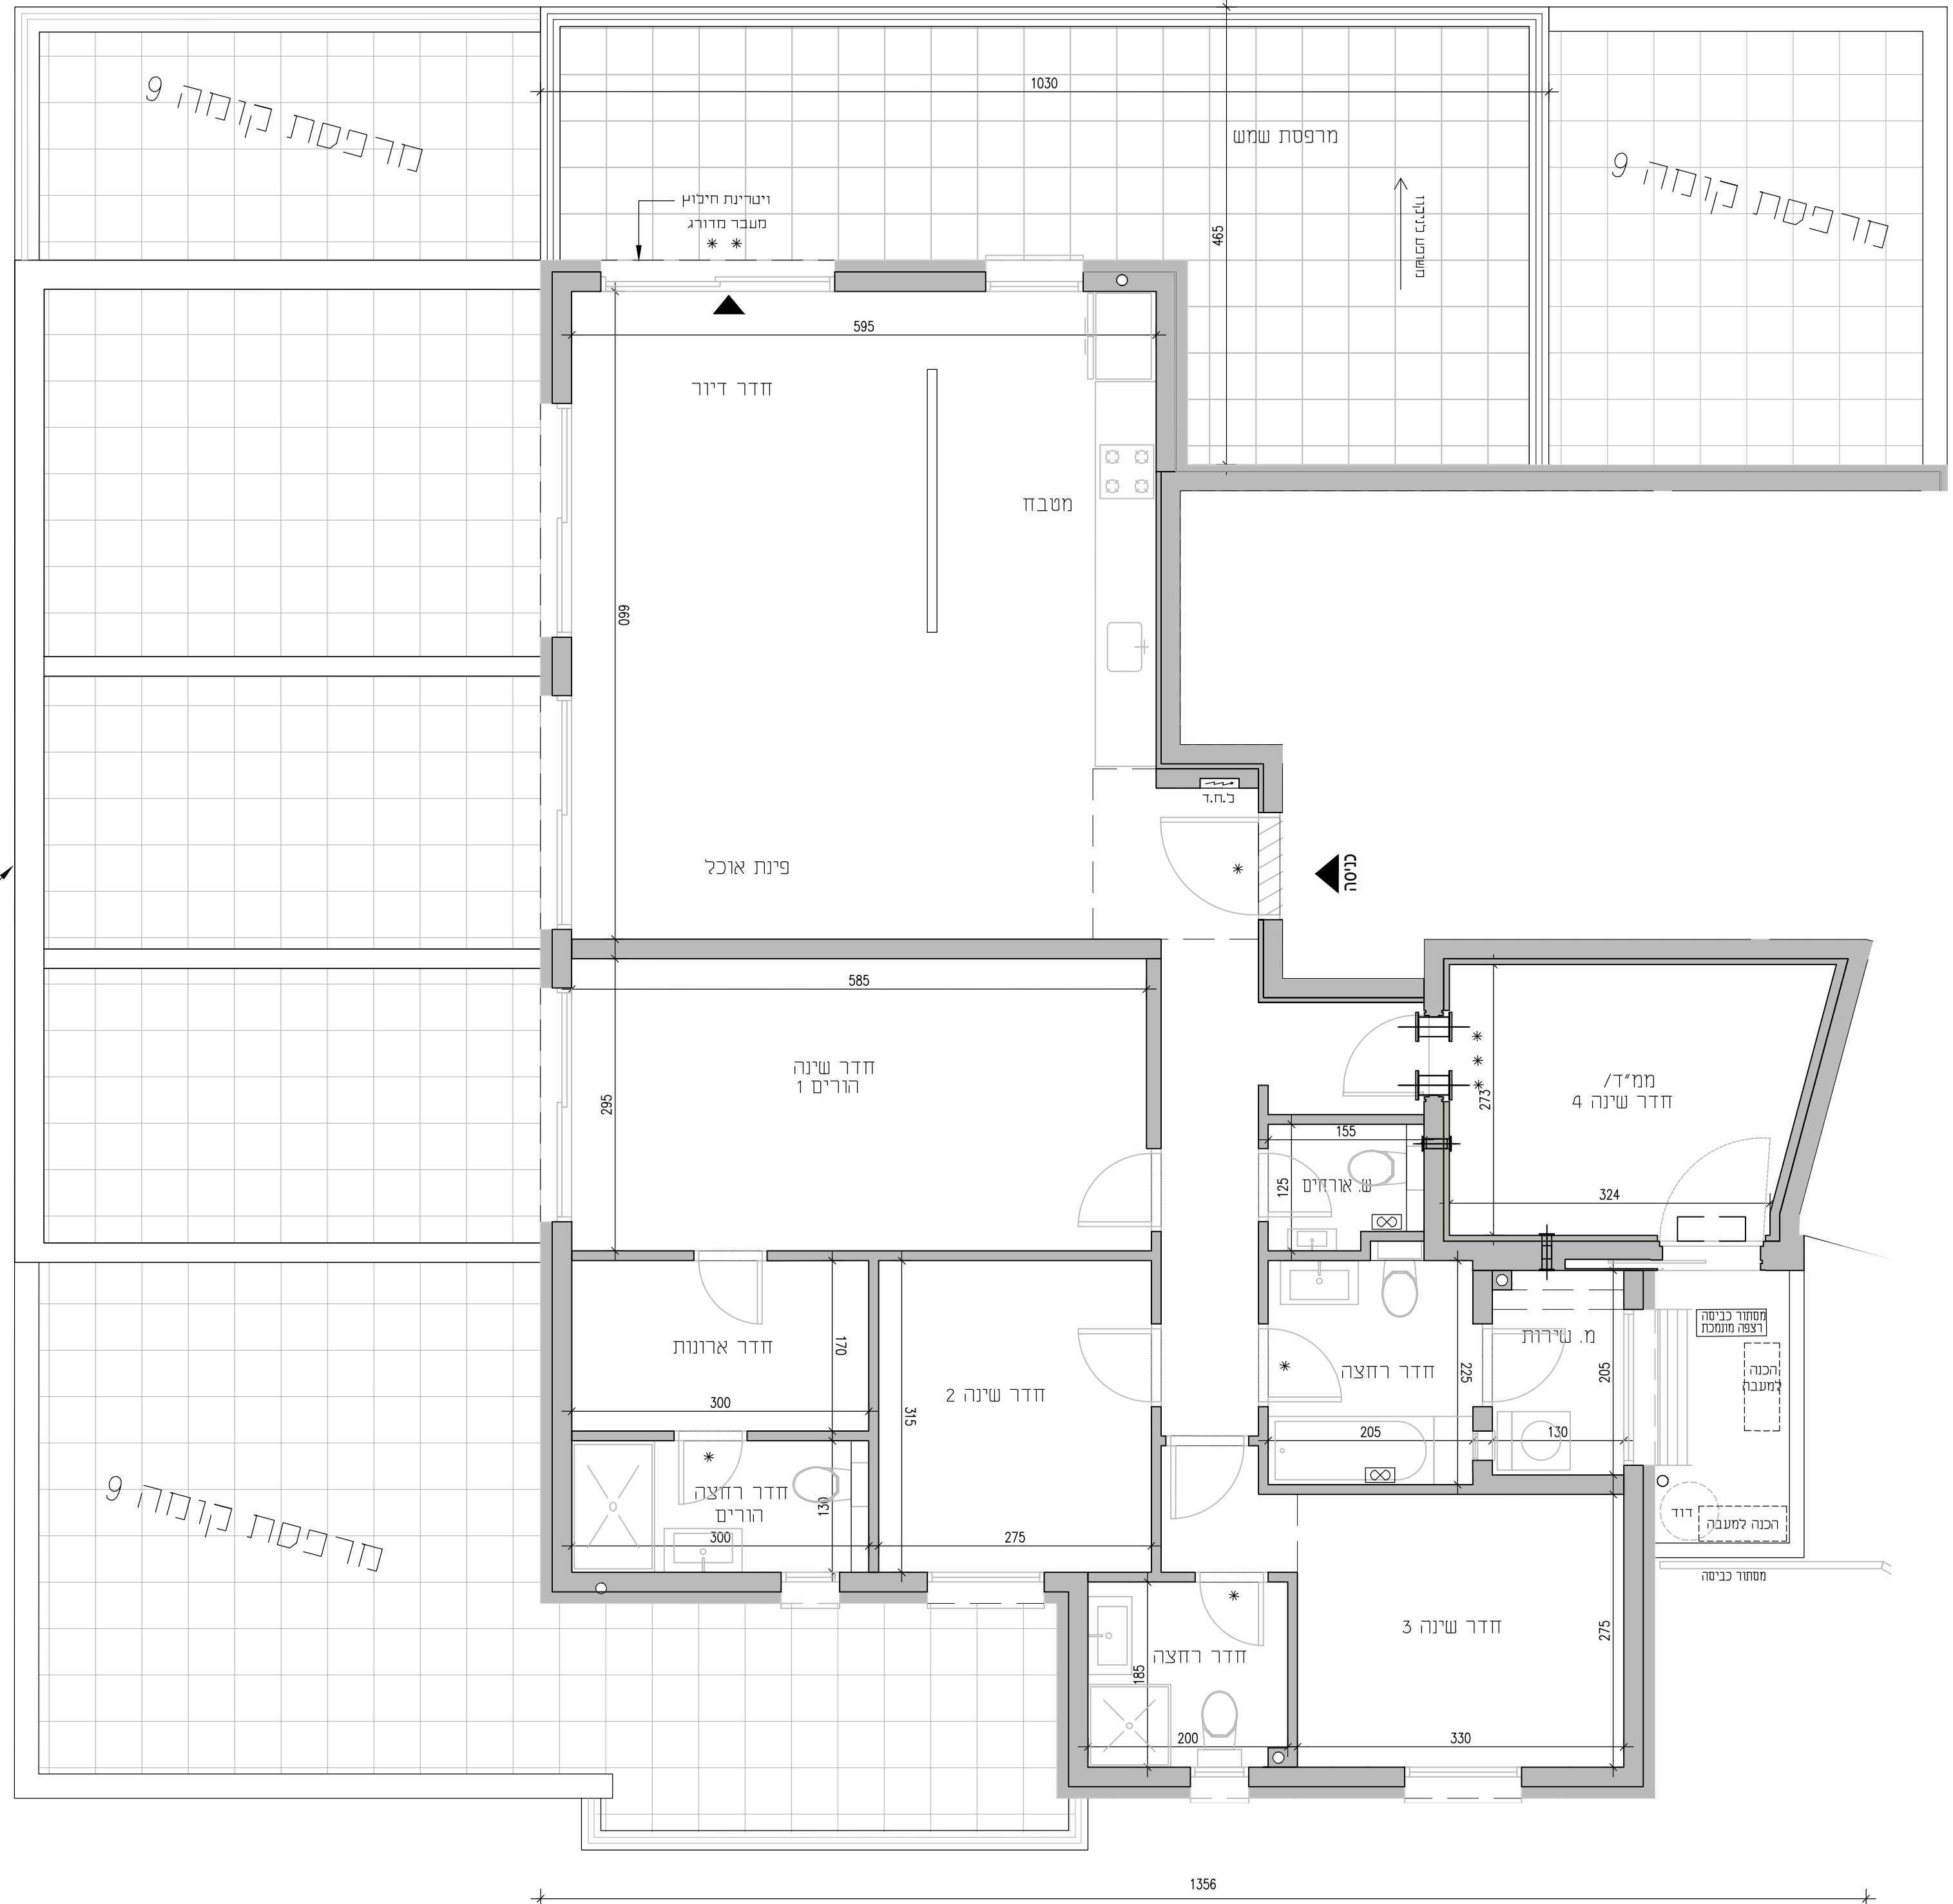 1030
מרפסת קומה 9
מרפסת שמש
מרפסת קומה 9
ויטרינת חילוץ
מעבר מדורג
* *
465
משופע לניקוז
595
חדר דיור
מטבח
660
ל.ח.ד
פינת אוכל
*
כניסה
585
חדר שינה
הורים 1
295
*
*
*
273
ממ"ד/
חדר שינה 4
155
125
ש. אורחים
324
מסתור כביסה
רצפה מונמכת
מ. שירות
חדר ארונות
170
חדר רחצה
*
225
205
הכנה
למעבה
חדר שינה 2
300
315
205
130
*
חדר רחצה
הורים
130
דוד
הכנה למעבה
300
275
מסתור כביסה
מרפסת קומה 9
*
חדר שינה 3
275
חדר רחצה
185
200
330
1356